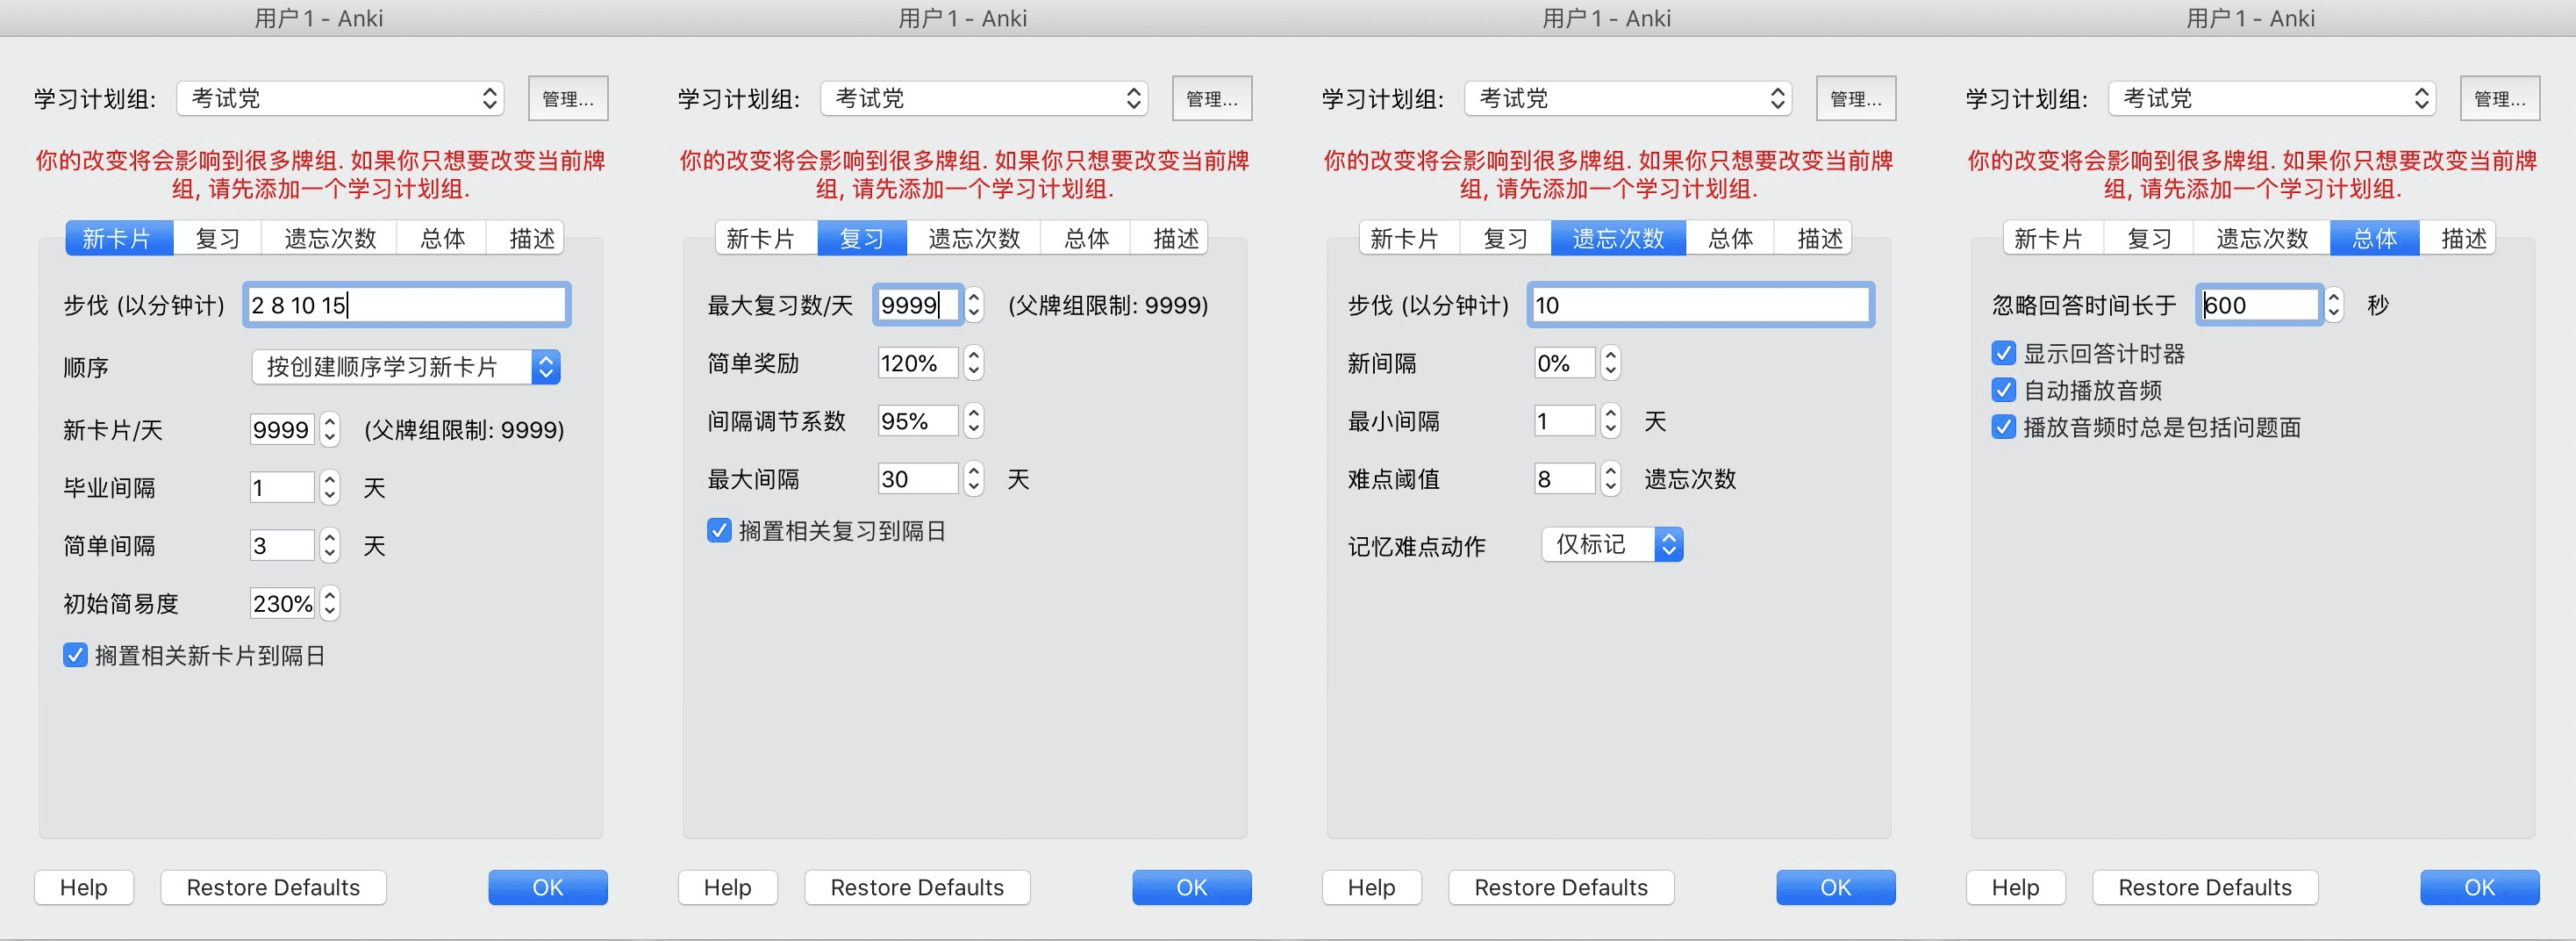 用户1 - Anki
学习计划组: 考试党 管理...
你的改变将会影响到很多牌组. 如果你只想要改变当前牌
组, 请先添加一个学习计划组.
新卡片 复习 遗忘次数 总体 描述
步伐 (以分钟计) 2 8 10 15
顺序 按创建顺序学习新卡片
新卡片/天 9999 (父牌组限制: 9999)
毕业间隔 1 天
简单间隔 3 天
初始简易度 230%
搁置相关新卡片到隔日
Help Restore Defaults OK
用户1 - Anki
学习计划组: 考试党 管理...
你的改变将会影响到很多牌组. 如果你只想要改变当前牌
组, 请先添加一个学习计划组.
新卡片 复习 遗忘次数 总体 描述
最大复习数/天 9999 (父牌组限制: 9999)
简单奖励 120%
间隔调节系数 95%
最大间隔 30 天
搁置相关复习到隔日
Help Restore Defaults OK
用户1 - Anki
学习计划组: 考试党 管理...
你的改变将会影响到很多牌组. 如果你只想要改变当前牌
组, 请先添加一个学习计划组.
新卡片 复习 遗忘次数 总体 描述
步伐 (以分钟计) 10
新间隔 0%
最小间隔 1 天
难点阈值 8 遗忘次数
记忆难点动作 仅标记
Help Restore Defaults OK
用户1 - Anki
学习计划组: 考试党 管理...
你的改变将会影响到很多牌组. 如果你只想要改变当前牌
组, 请先添加一个学习计划组.
新卡片 复习 遗忘次数 总体 描述
忽略回答时间长于 600 秒
显示回答计时器
自动播放音频
播放音频时总是包括问题面
Help Restore Defaults OK